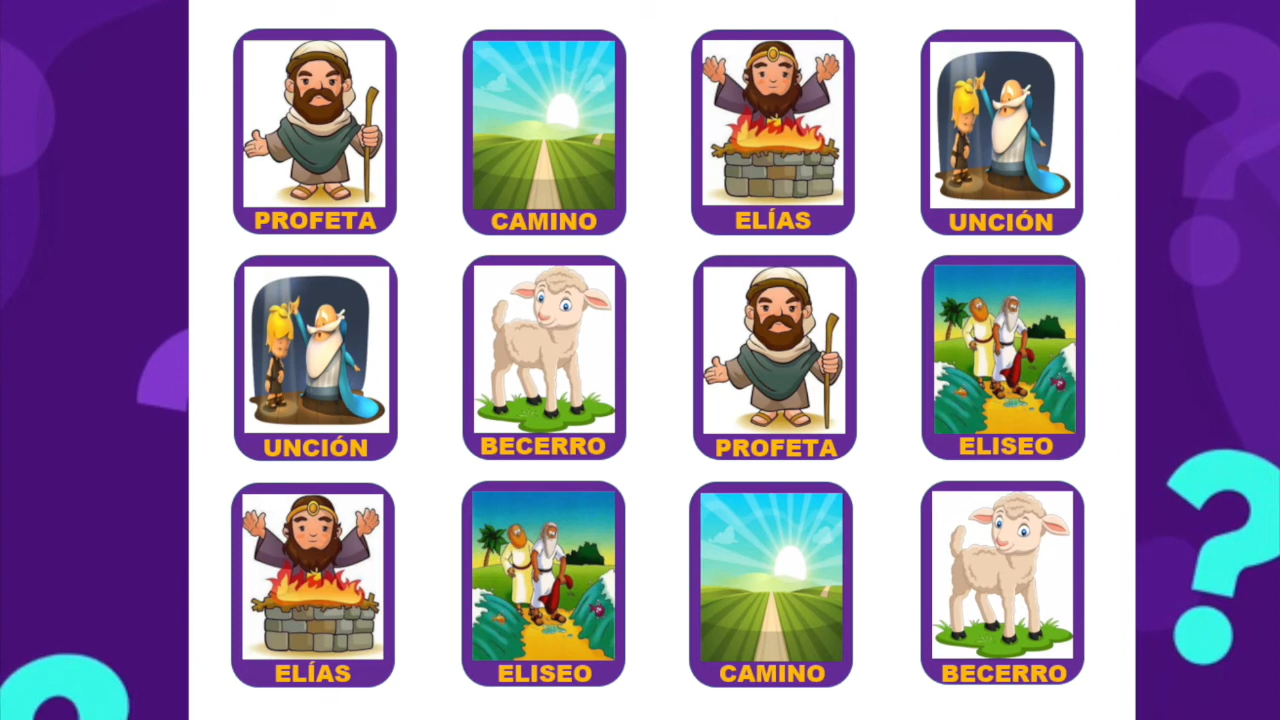 PROFETA
CAMINO
ELÍAS
UNCIÓN
UNCIÓN
BECERRO
PROFETA
ELISEO
ELÍAS
ELISEO
CAMINO
BECERRO